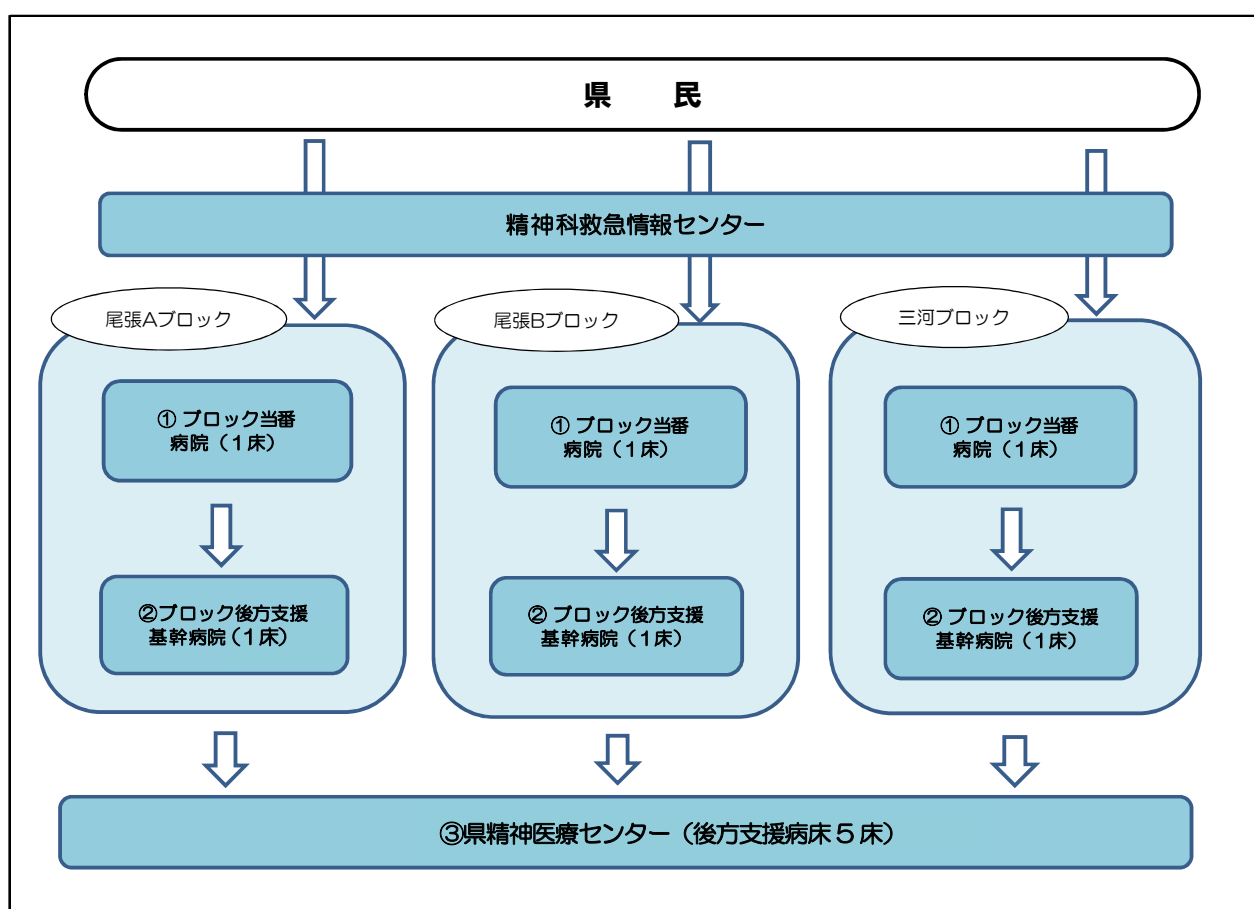 県　　民
精神科救急情報センター
尾張Aブロック
① ブロック当番
病院（１床）
②ブロック後方支援
基幹病院（１床）
尾張Bブロック
① ブロック当番
病院（１床）
② ブロック後方支援
基幹病院（１床）
三河ブロック
① ブロック当番
病院（１床）
② ブロック後方支援
基幹病院（１床）
③県精神医療センター（後方支援病床５床）